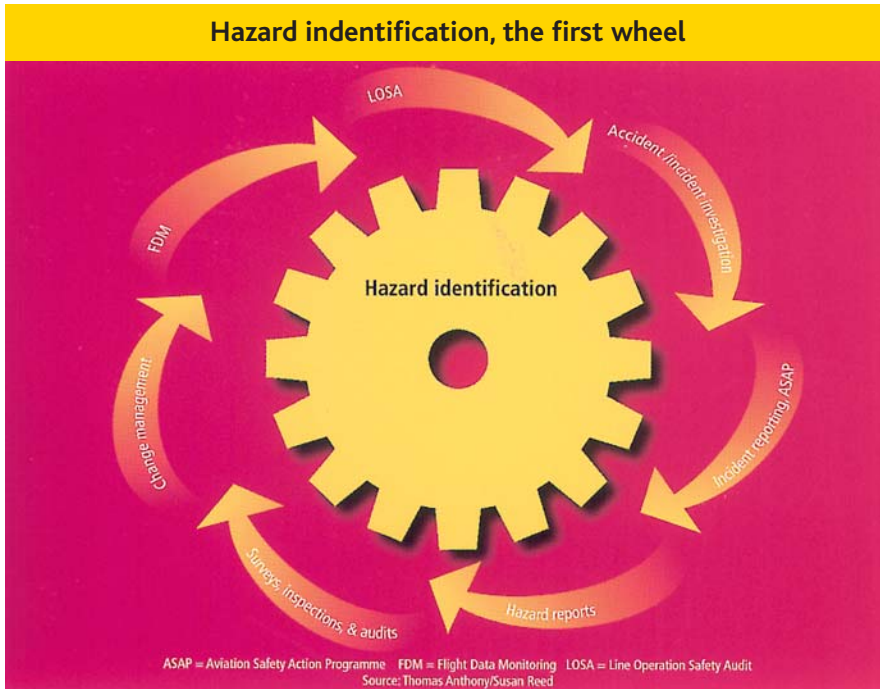 Hazard indentification, the first wheel
LOSA
Accident/incident investigation
Incident reporting, ASAP
Hazard reports
Surveys, inspections, & audits
Change management
FDM
Hazard identification
ASAP = Aviation Safety Action Programme FDM = Flight Data Monitoring LOSA = Line Operation Safety Audit
Source: Thomas Anthony/Susan Reed